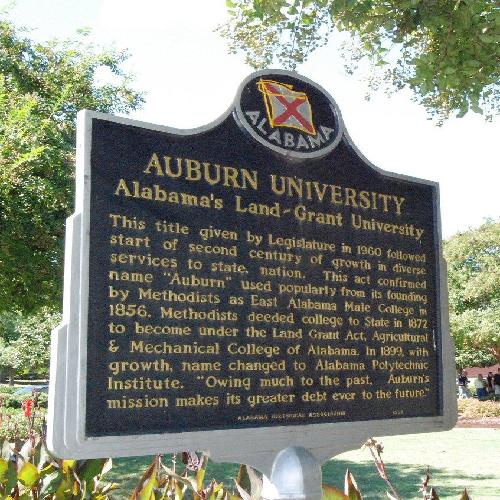 ALABAMA
AUBURN UNIVERSITY
Alabama's Land-Grant University
This title given by Legislature in 1960 followed
start of second century of growth in diverse
services to state, nation. This act confirmed
name "Auburn" used popularly from its founding
by Methodists as East Alabama Male College in
1856. Methodists deeded college to State in 1872
to become under the Land Grant Act, Agricultural
& Mechanical College of Alabama. In 1899, with
growth, name changed to Alabama Polytechnic
Institute. "Owing much to the past, Auburn's
mission makes its greater debt ever to the future."
ALABAMA HISTORICAL ASSOCIATION